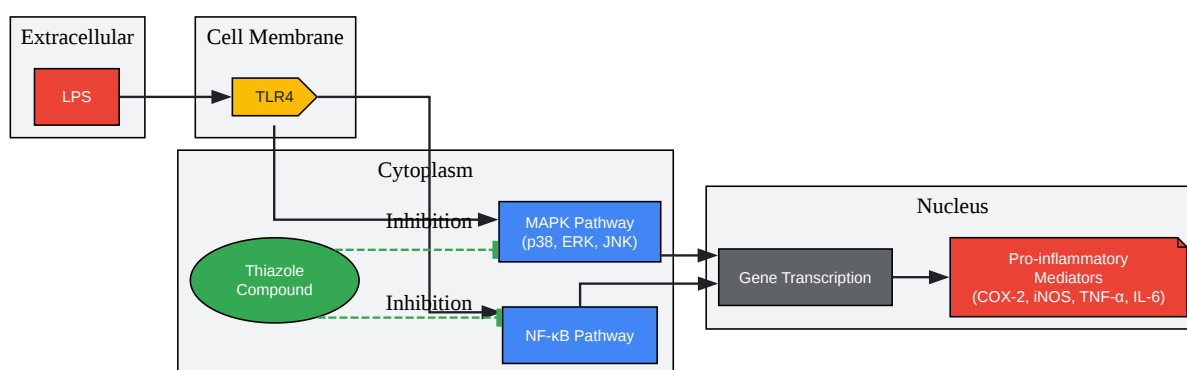 Extracellular
LPS
Cell Membrane
TLR4
Cytoplasm
Inhibition
MAPK Pathway
(p38, ERK, JNK)
Thiazole
Compound
Inhibition
NF-κB Pathway
Nucleus
Gene Transcription
Pro-inflammatory
Mediators
(COX-2, iNOS, TNF-α, IL-6)